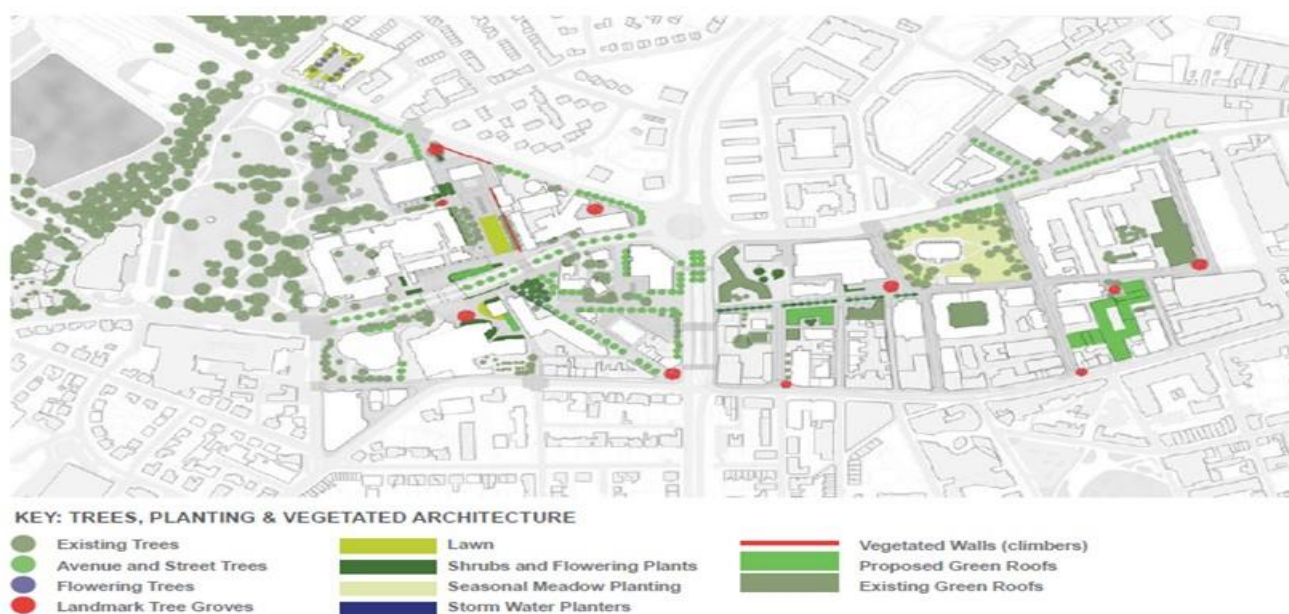 KEY: TREES, PLANTING & VEGETATED ARCHITECTURE
Existing Trees
Avenue and Street Trees
Flowering Trees
Landmark Tree Groves
Lawn
Shrubs and Flowering Plants
Seasonal Meadow Planting
Storm Water Planters
Vegetated Walls (climbers)
Proposed Green Roofs
Existing Green Roofs